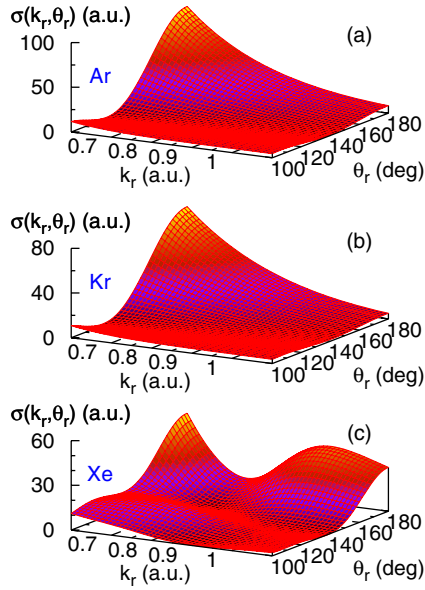 σ(k_r,θ_r) (a.u.)
(a)
100
Ar
50
0
0.7 0.8 0.9 1
k_r (a.u.)
100 120 140 160 180
θ_r (deg)
σ(k_r,θ_r) (a.u.)
(b)
80
Kr
40
0
0.7 0.8 0.9 1
k_r (a.u.)
100 120 140 160 180
θ_r (deg)
σ(k_r,θ_r) (a.u.)
(c)
60
Xe
30
0
0.7 0.8 0.9 1
k_r (a.u.)
100 120 140 160 180
θ_r (deg)